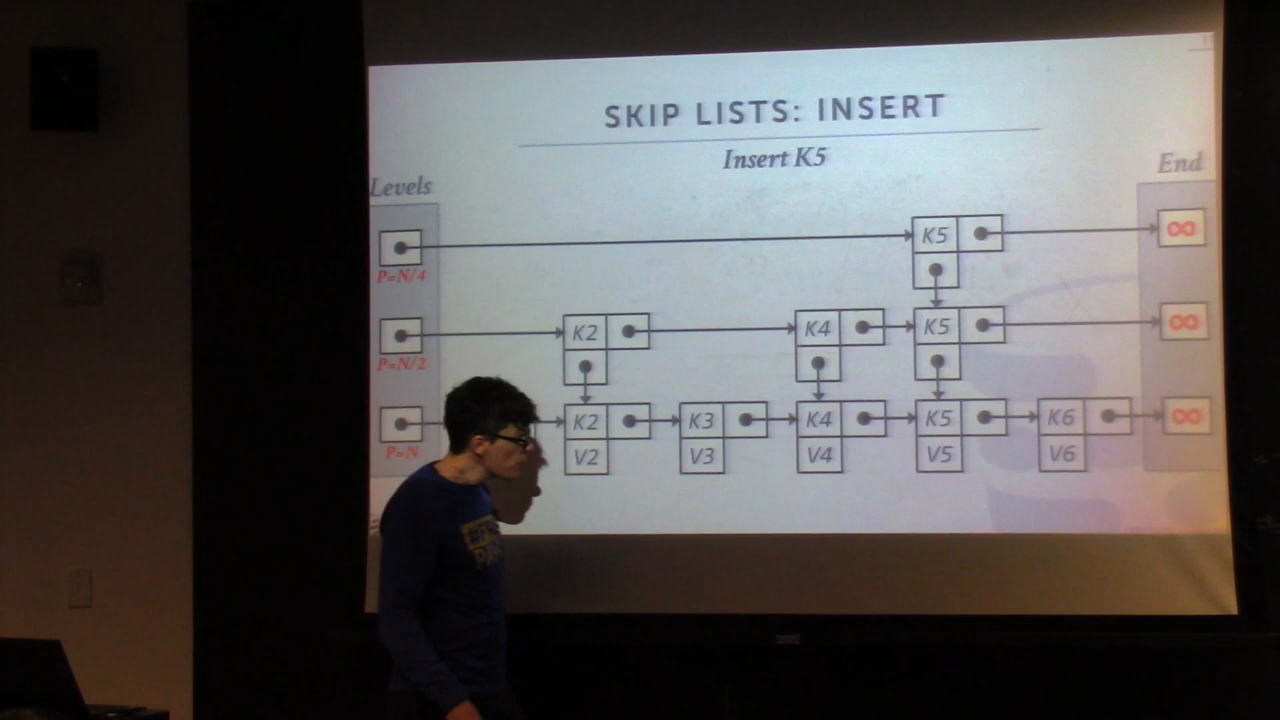 SKIP LISTS: INSERT
Insert K5
Levels
End
K5
∞
P=N/4
K2 K4 K5
∞
P=N/2
K2 K3 K4 K5 K6
∞
P=N
V2 V3 V4 V5 V6